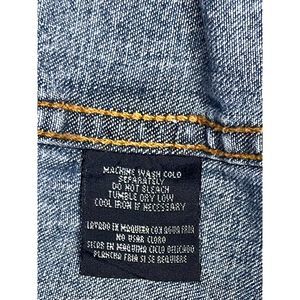 MACHINE WASH COLD
SEPARATELY
DO NOT BLEACH
TUMBLE DRY LOW
COOL IRON IF NECESSARY
LAVADO EN MAQUINA CON AGUA FRIA
NO USAR CLORO
SECAR EN MAQUINA CICLO DELICADO
PLANCHA FRIA SI SE REQUIERE